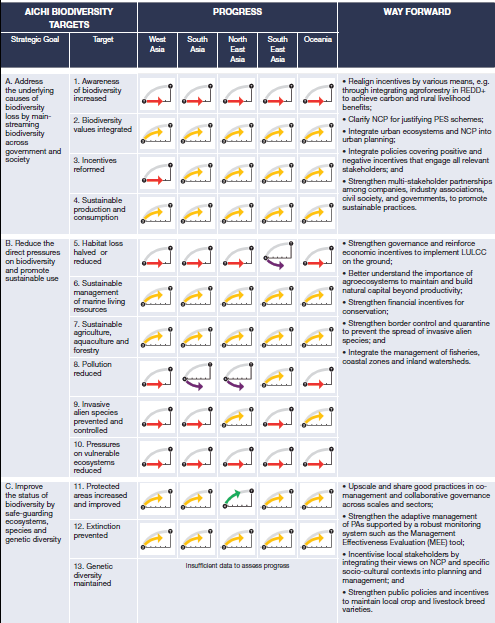 AICHI BIODIVERSITY
TARGETS
PROGRESS
WAY FORWARD
Strategic Goal
Target
West
Asia
South
Asia
North
East
Asia
South
East
Asia
Oceania
A. Address
the underlying
causes of
biodiversity
loss by main-
streaming
biodiversity
across
government and
society
1. Awareness
of biodiversity
increased
2. Biodiversity
values integrated
3. Incentives
reformed
4. Sustainable
production and
consumption
• Realign incentives by various means, e.g.
through integrating agroforestry in REDD+
to achieve carbon and rural livelihood
benefits;
• Clarify NCP for justifying PES schemes;
• Integrate urban ecosystems and NCP into
urban planning;
• Integrate policies covering positive and
negative incentives that engage all relevant
stakeholders; and
• Strengthen multi-stakeholder partnerships
among companies, industry associations,
civil society, and governments, to promote
sustainable practices.
B. Reduce the
direct pressures
on biodiversity
and promote
sustainable use
5. Habitat loss
halved or
reduced
6. Sustainable
management
of marine living
resources
7. Sustainable
agriculture,
aquaculture and
forestry
8. Pollution
reduced
9. Invasive
alien species
prevented and
controlled
10. Pressures
on vulnerable
ecosystems
reduced
• Strengthen governance and reinforce
economic incentives to implement LULCC
on the ground;
• Better understand the importance of
agroecosystems to maintain and build
natural capital beyond productivity;
• Strengthen financial incentives for
conservation;
• Strengthen border control and quarantine
to prevent the spread of invasive alien
species; and
• Integrate the management of fisheries,
coastal zones and inland watersheds.
C. Improve
the status of
biodiversity by
safe-guarding
ecosystems,
species and
genetic diversity
11. Protected
areas increased
and improved
12. Extinction
prevented
13. Genetic
diversity
maintained
Insufficient data to assess progress
• Upscale and share good practices in co-
management and collaborative governance
across scales and sectors;
• Strengthen the adaptive management
of PAs supported by a robust monitoring
system such as the Management
Effectiveness Evaluation (MEE) tool;
• Incentivise local stakeholders by
integrating their views on NCP and specific
socio-cultural contexts into planning and
management; and
• Strengthen public policies and incentives
to maintain local crop and livestock breed
varieties.